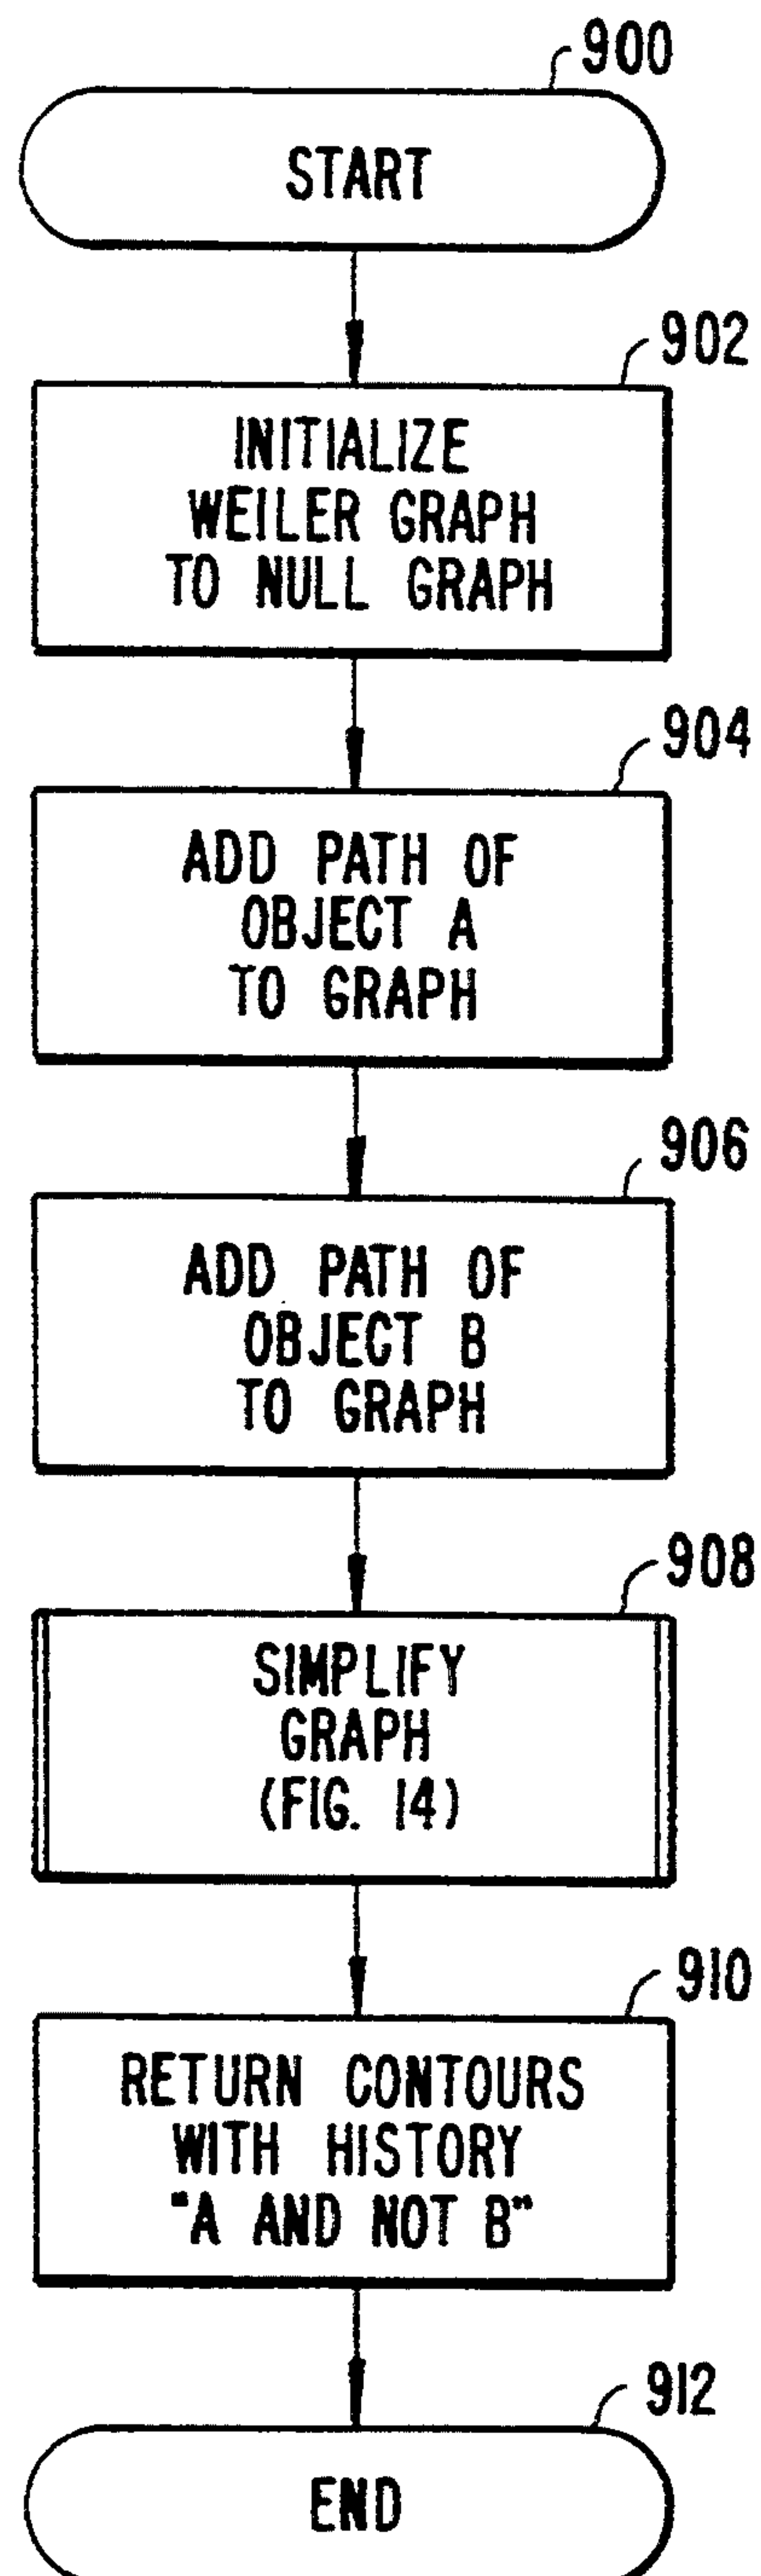 900
START
902
INITIALIZE
WEILER GRAPH
TO NULL GRAPH
904
ADD PATH OF
OBJECT A
TO GRAPH
906
ADD PATH OF
OBJECT B
TO GRAPH
908
SIMPLIFY
GRAPH
(FIG. 14)
910
RETURN CONTOURS
WITH HISTORY
"A AND NOT B"
912
END